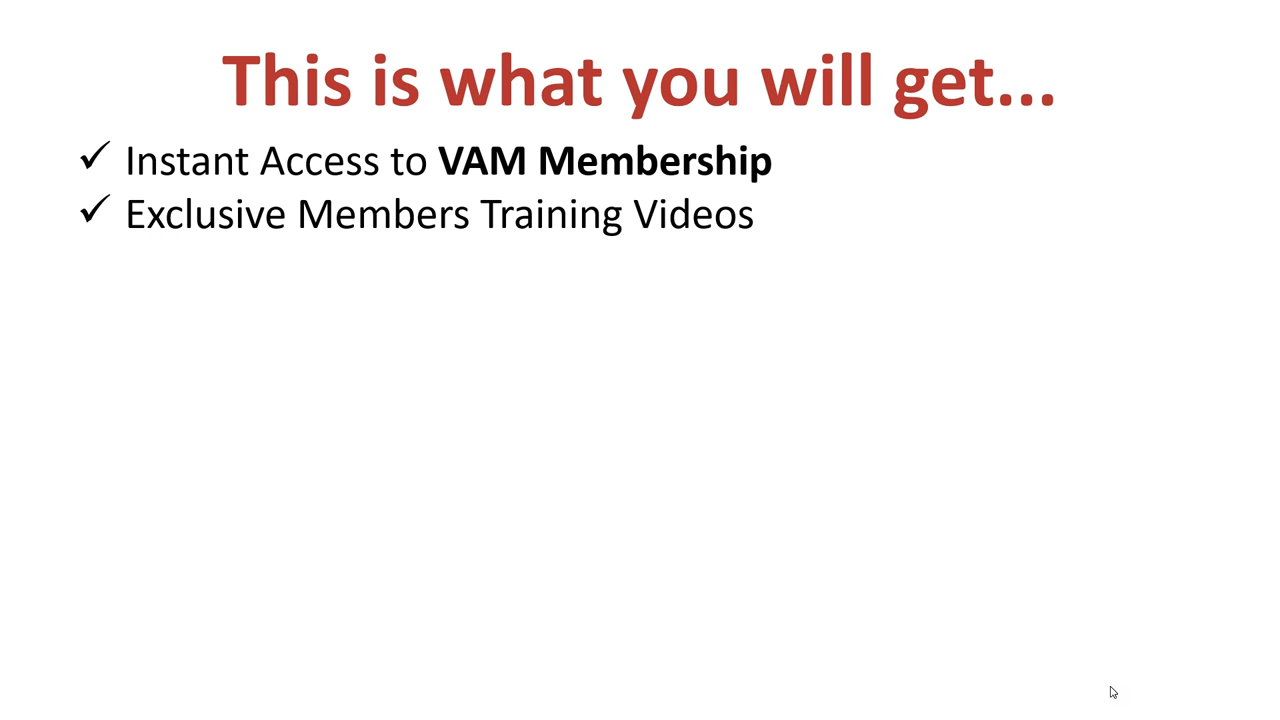 This is what you will get...
✓ Instant Access to VAM Membership
✓ Exclusive Members Training Videos